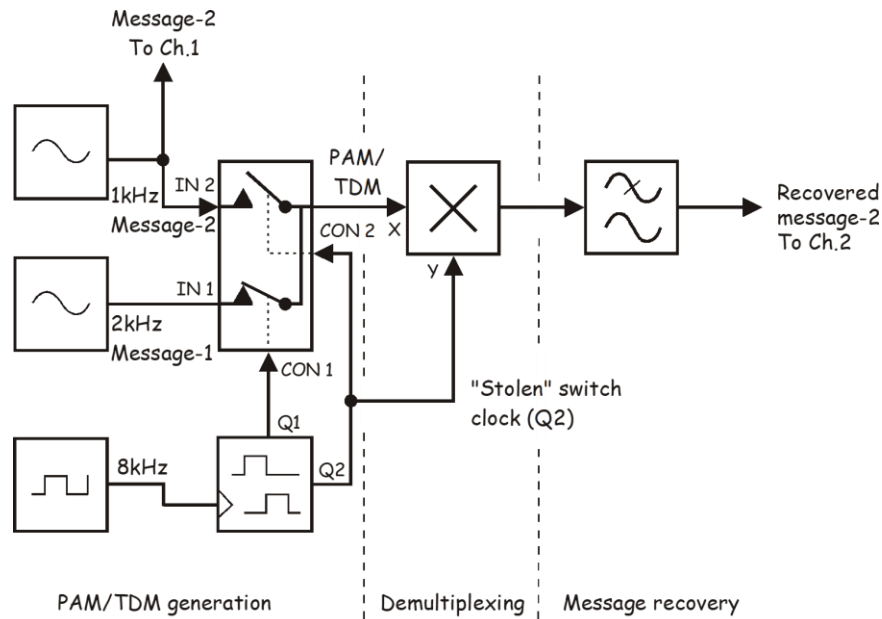 Message-2
To Ch.1
1kHz
IN 2
Message-2
PAM/
TDM
CON 2
X
Y
IN 1
2kHz
Message-1
CON 1
Recovered
message-2
To Ch.2
"Stolen" switch
clock (Q2)
8kHz
Q1
Q2
PAM/TDM generation
Demultiplexing
Message recovery